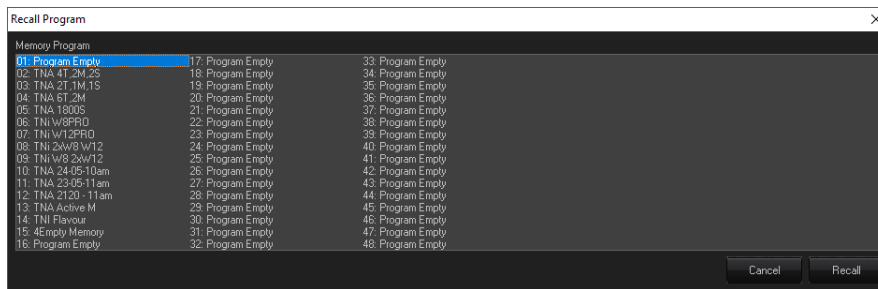 Recall Program
Memory Program
01: Program Empty
02: TNA 4T,2M,2S
03: TNA 2T,1M,1S
04: TNA 6T,2M
05: TNA 1800S
06: TNi W8PRO
07: TNi W12PRO
08: TNi 2xW8 W12
09: TNi W8 2xW12
10: TNA 24-05-10am
11: TNA 23-05-11am
12: TNA 2120 - 11am
13: TNA Active M
14: TNI Flavour
15: 4Empty Memory
16: Program Empty
17: Program Empty
18: Program Empty
19: Program Empty
20: Program Empty
21: Program Empty
22: Program Empty
23: Program Empty
24: Program Empty
25: Program Empty
26: Program Empty
27: Program Empty
28: Program Empty
29: Program Empty
30: Program Empty
31: Program Empty
32: Program Empty
33: Program Empty
34: Program Empty
35: Program Empty
36: Program Empty
37: Program Empty
38: Program Empty
39: Program Empty
40: Program Empty
41: Program Empty
42: Program Empty
43: Program Empty
44: Program Empty
45: Program Empty
46: Program Empty
47: Program Empty
48: Program Empty
Cancel
Recall